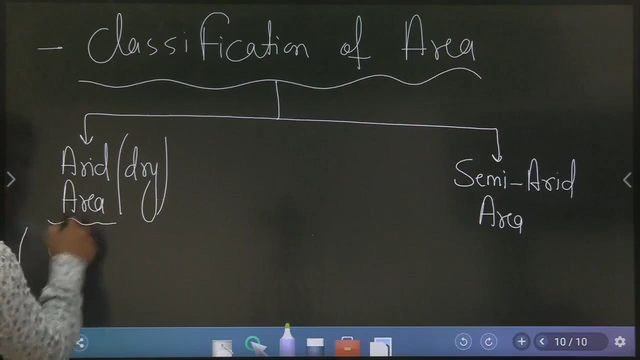 - Classification of Area
Arid (dry)
Area
Semi-Arid
Area
(
10/10